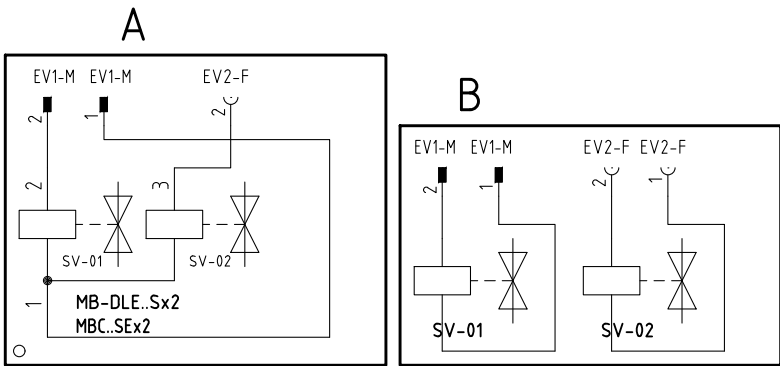 A
EV1-M EV1-M EV2-F
2 1 2
2 3
SV-01 SV-02
1
MB-DLE..Sx2
MBC..SEx2
B
EV1-M EV1-M EV2-F EV2-F
2 1 2 1
SV-01 SV-02